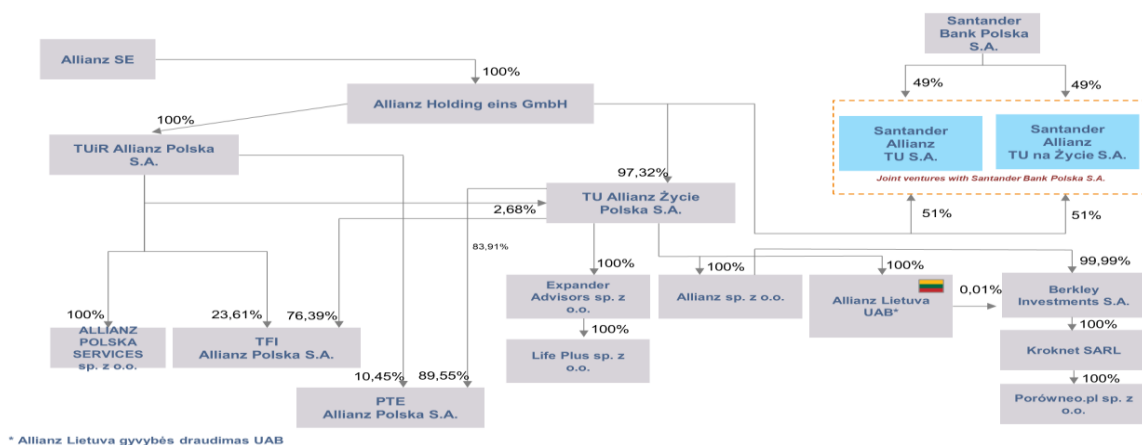 Santander
Bank Polska
S.A.
Allianz SE
100%
49%
49%
Allianz Holding eins GmbH
100%
TUiR Allianz Polska
S.A.
Santander
Allianz
TU S.A.
Santander
Allianz
TU na Życie S.A.
Joint ventures with Santander Bank Polska S.A.
97,32%
TU Allianz Życie
Polska S.A.
2,68%
51%
51%
83,91%
100%
100%
100%
99,99%
Expander
Advisors sp. z
o.o.
Allianz sp. z o.o.
Allianz Lietuva
UAB*
0,01%
Berkley
Investments S.A.
100%
23,61%
76,39%
100%
100%
ALLIANZ
POLSKA
SERVICES
sp. z o.o.
TFI
Allianz Polska S.A.
Life Plus sp. z
o.o.
Kroknet SARL
10,45%
89,55%
100%
PTE
Allianz Polska S.A.
Porówneo.pl sp. z
o.o.
* Allianz Lietuva gyvybės draudimas UAB